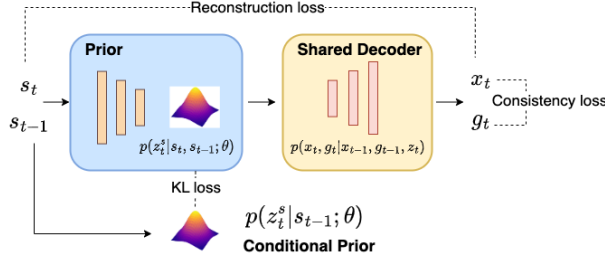 Reconstruction loss
Prior
Shared Decoder
s_t
s_{t-1}
p(z_t^s|s_t, s_{t-1}; θ)
p(x_t, g_t|x_{t-1}, g_{t-1}, z_t)
x_t
g_t
Consistency loss
KL loss
p(z_t^s|s_{t-1}; θ)
Conditional Prior